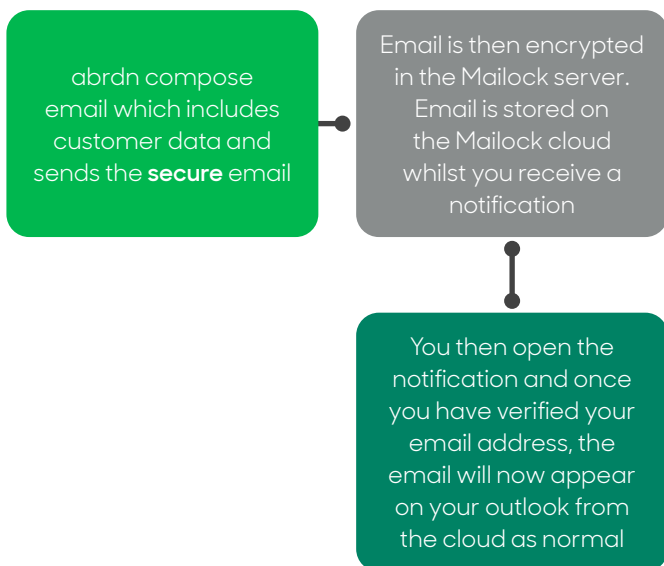 abrdn compose
email which includes
customer data and
sends the secure email
Email is then encrypted
in the Mailock server.
Email is stored on
the Mailock cloud
whilst you receive a
notification
You then open the
notification and once
you have verified your
email address, the
email will now appear
on your outlook from
the cloud as normal